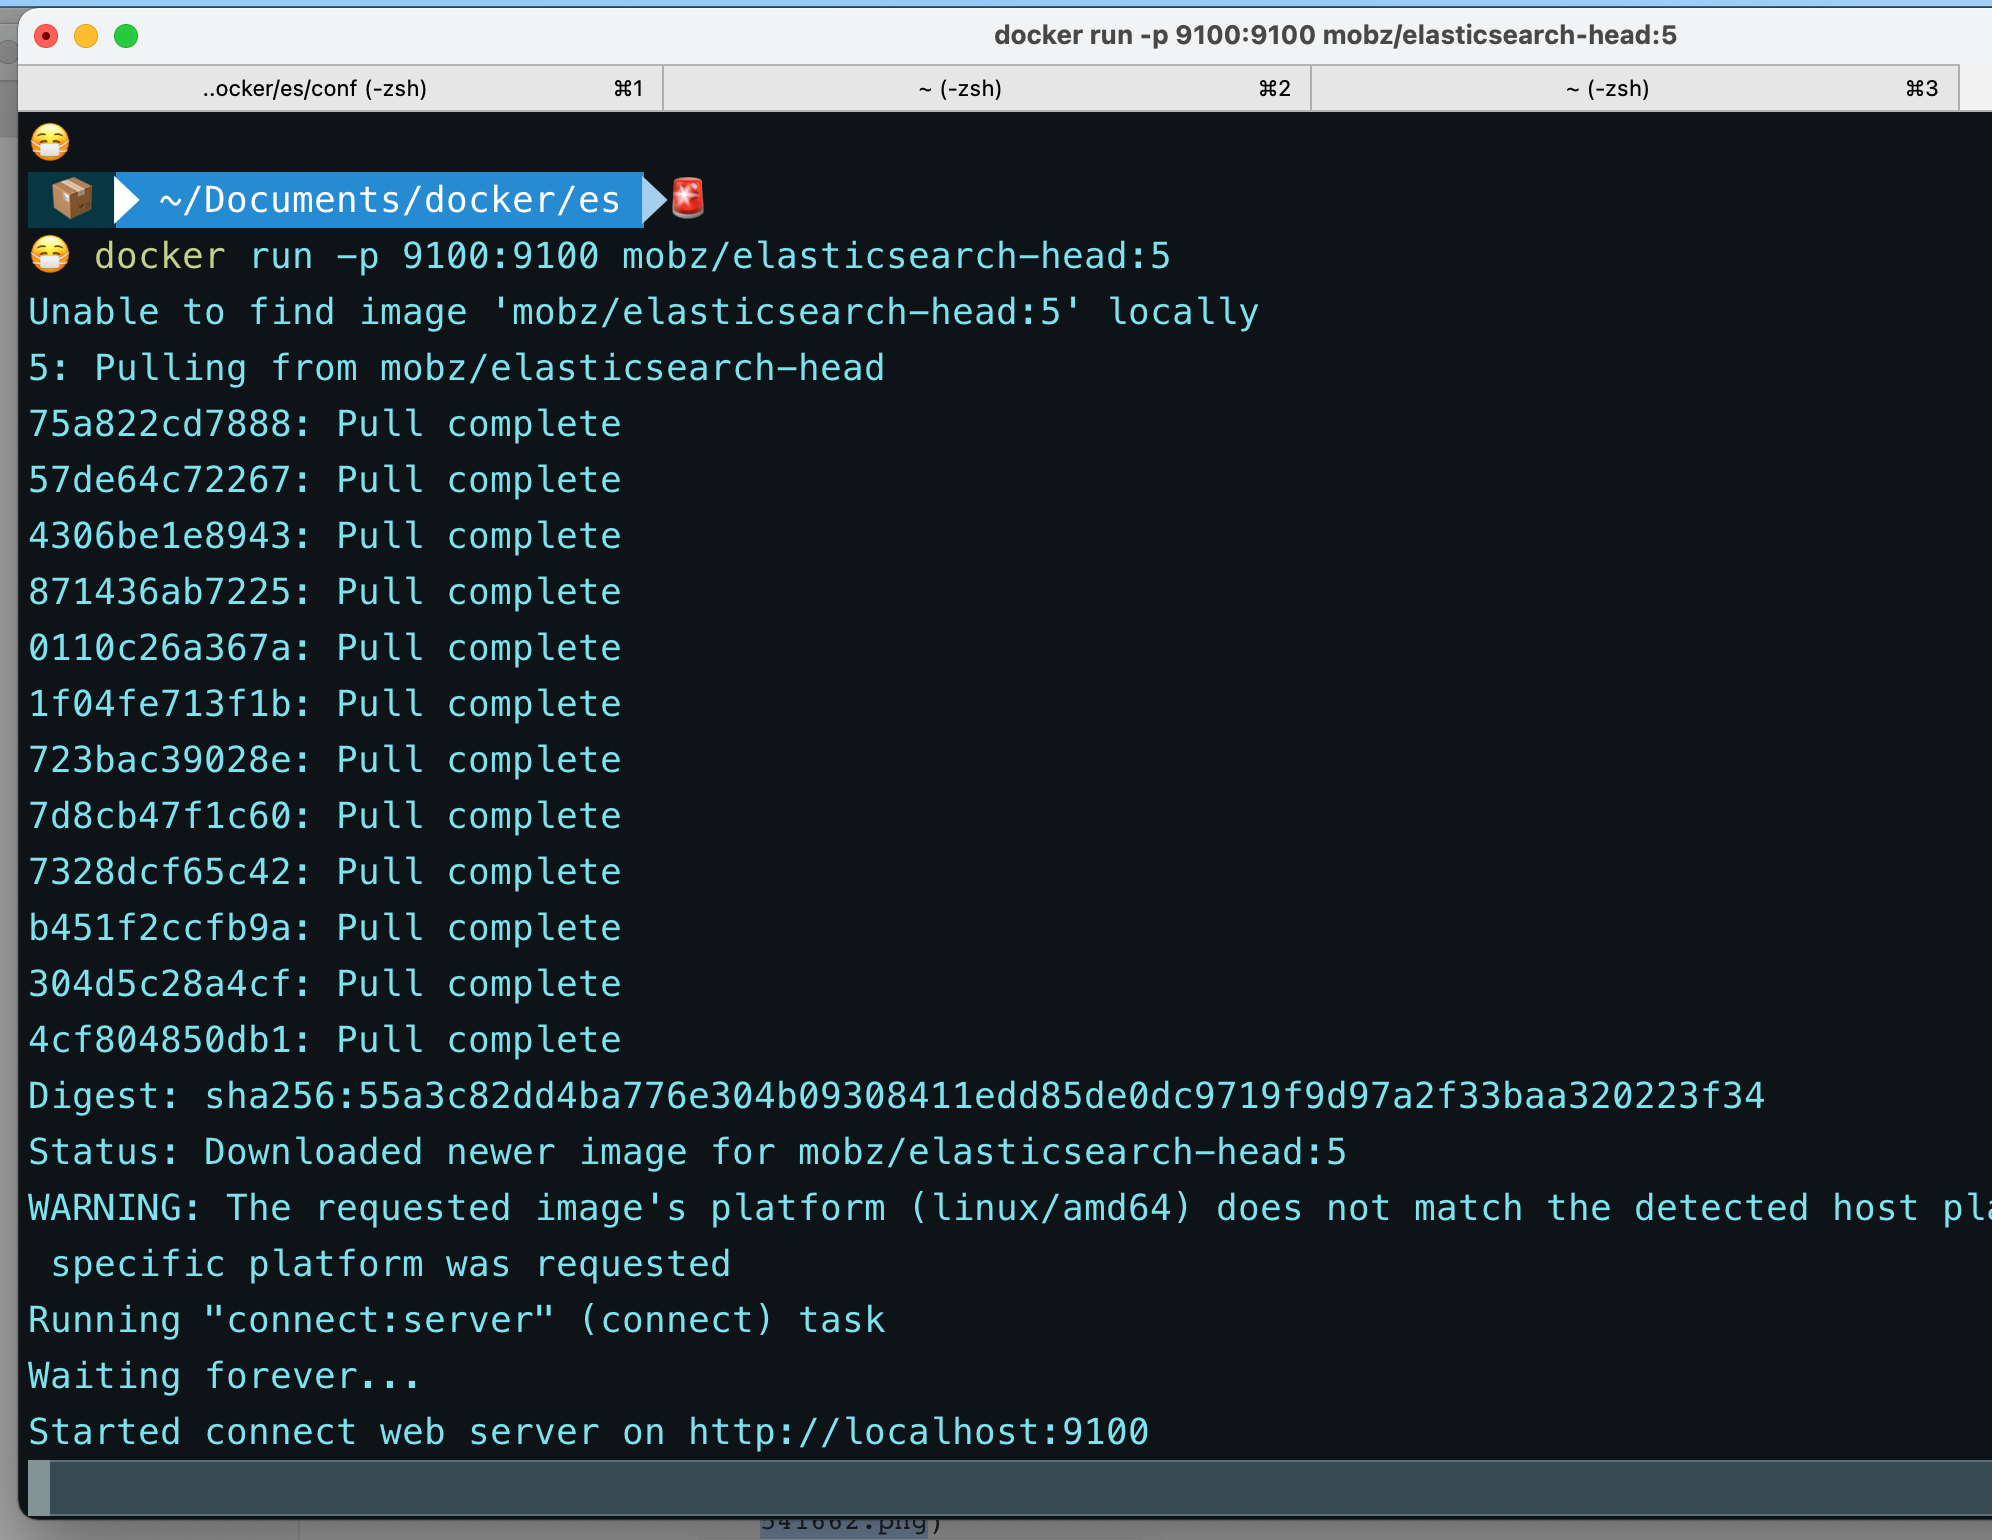 docker run -p 9100:9100 mobz/elasticsearch-head:5
..ocker/es/conf (-zsh) ⌘1 ~ (-zsh) ⌘2 ~ (-zsh) ⌘3
~/Documents/docker/es
docker run -p 9100:9100 mobz/elasticsearch-head:5
Unable to find image 'mobz/elasticsearch-head:5' locally
5: Pulling from mobz/elasticsearch-head
75a822cd7888: Pull complete
57de64c72267: Pull complete
4306be1e8943: Pull complete
871436ab7225: Pull complete
0110c26a367a: Pull complete
1f04fe713f1b: Pull complete
723bac39028e: Pull complete
7d8cb47f1c60: Pull complete
7328dcf65c42: Pull complete
b451f2ccfb9a: Pull complete
304d5c28a4cf: Pull complete
4cf804850db1: Pull complete
Digest: sha256:55a3c82dd4ba776e304b09308411edd85de0dc9719f9d97a2f33baa320223f34
Status: Downloaded newer image for mobz/elasticsearch-head:5
WARNING: The requested image's platform (linux/amd64) does not match the detected host
specific platform was requested
Running "connect:server" (connect) task
Waiting forever...
Started connect web server on http://localhost:9100
541662.png)